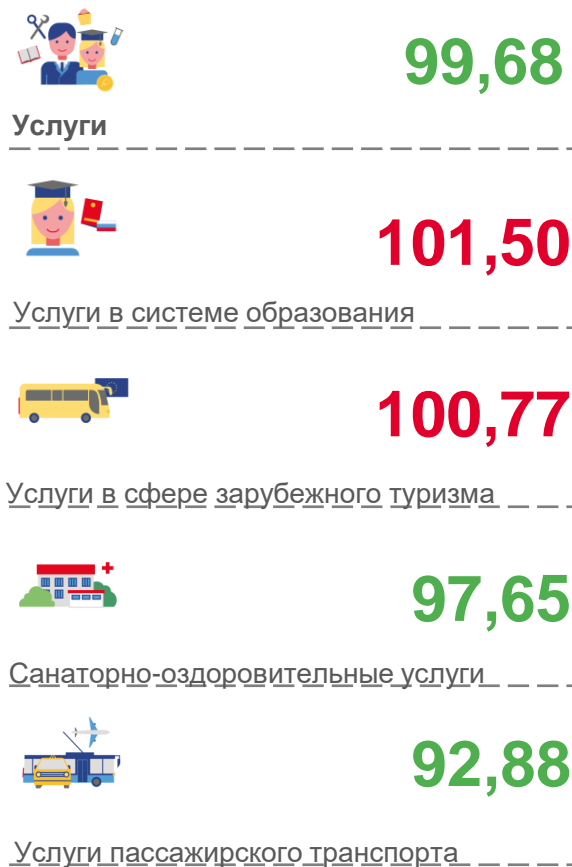 99,68
Услуги
101,50
Услуги в системе образования
100,77
Услуги в сфере зарубежного туризма
97,65
Санаторно-оздоровительные услуги
92,88
Услуги пассажирского транспорта